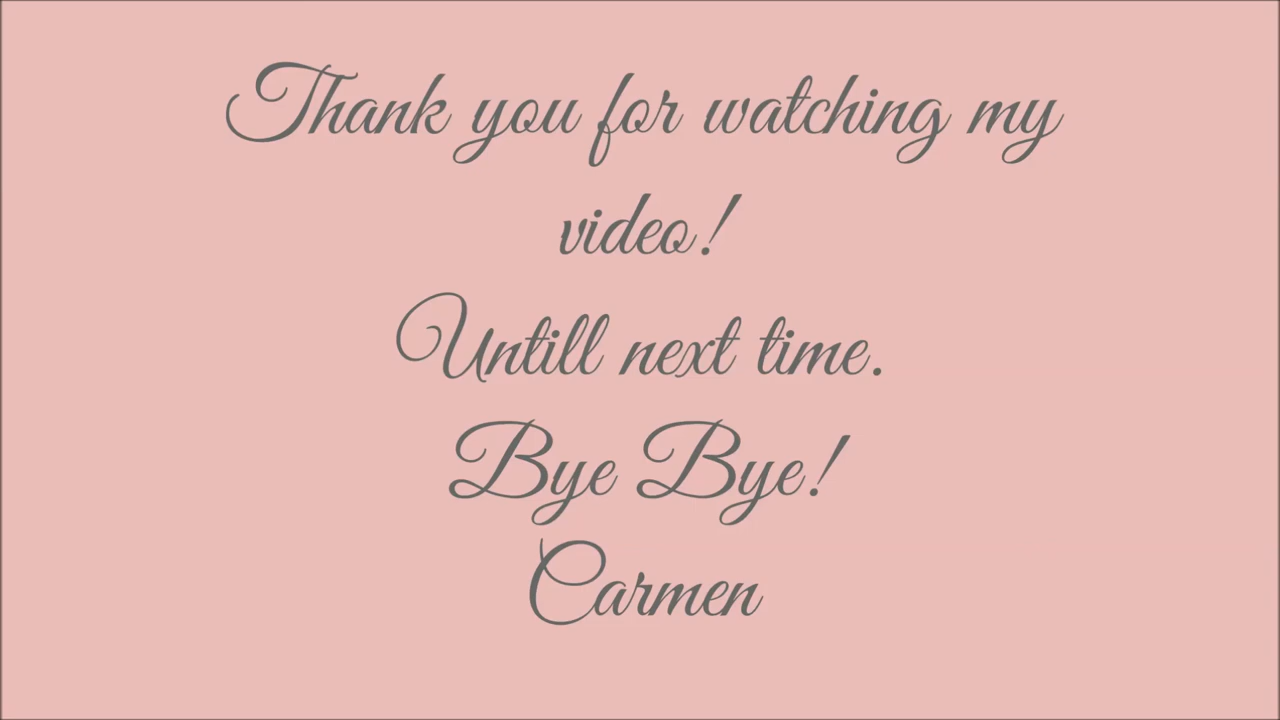 Thank you for watching my
video!
Untill next time.
Bye Bye!
Carmen